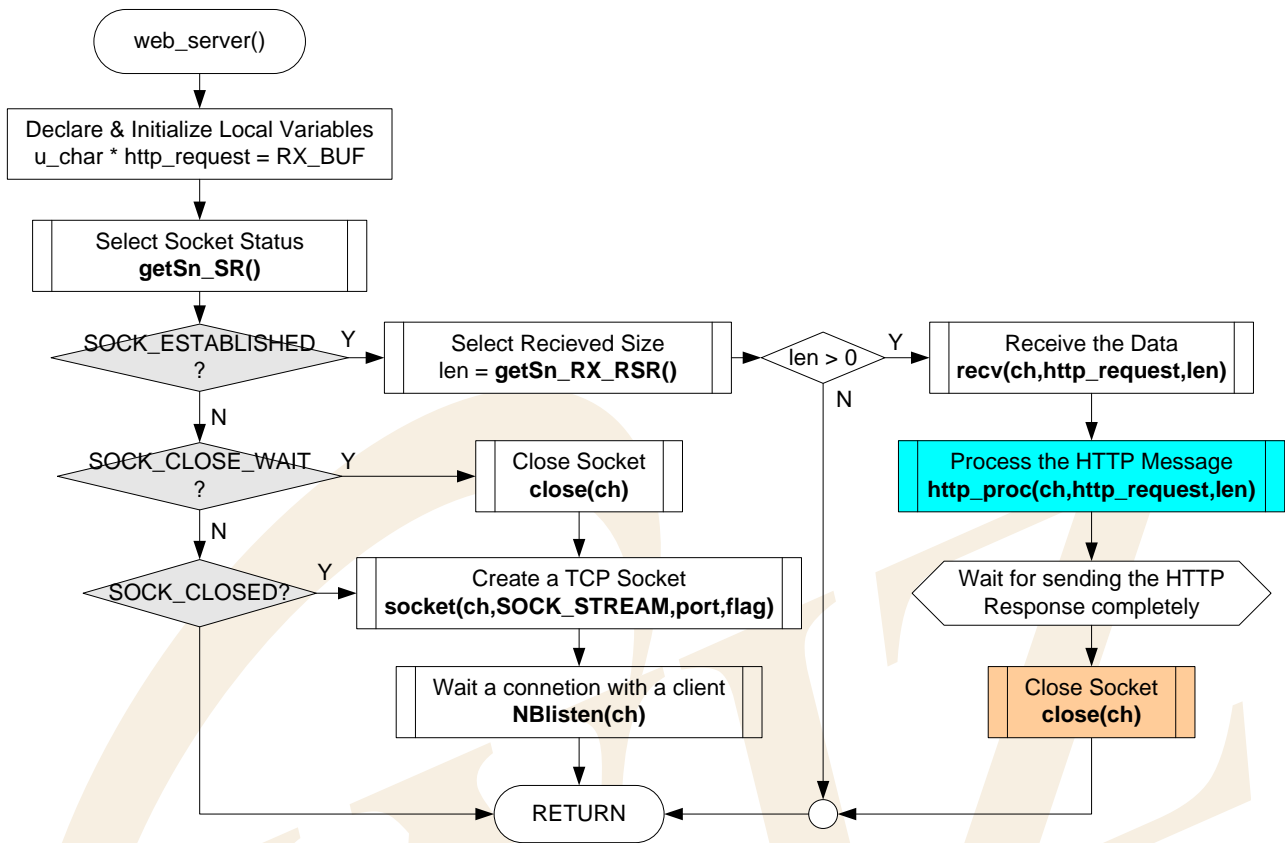 web_server()
Declare & Initialize Local Variables
u_char * http_request = RX_BUF
Select Socket Status
getSn_SR()
SOCK_ESTABLISHED
?
Y
Select Recieved Size
len = getSn_RX_RSR()
len > 0
Y
Receive the Data
recv(ch,http_request,len)
N
N
SOCK_CLOSE_WAIT
?
Y
Close Socket
close(ch)
Process the HTTP Message
http_proc(ch,http_request,len)
N
SOCK_CLOSED?
Y
Create a TCP Socket
socket(ch,SOCK_STREAM,port,flag)
Wait for sending the HTTP
Response completely
Wait a connetion with a client
NBlisten(ch)
Close Socket
close(ch)
RETURN